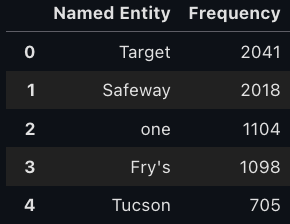 Named Entity Frequency
0 Target 2041
1 Safeway 2018
2 one 1104
3 Fry's 1098
4 Tucson 705